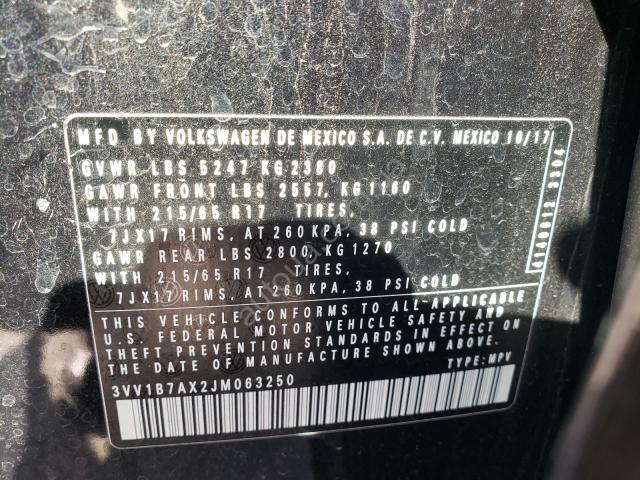 MFD BY VOLKSWAGEN DE MEXICO S.A. DE C.V. MEXICO 10/17
GVWR LBS 5247 KG 2380
GAWR FRONT LBS 2557, KG 1160
WITH 215/65 R17 TIRES,
7JX17 RIMS, AT 260 KPA, 38 PSI COLD
GAWR REAR LBS 2800, KG 1270
WITH 215/65 R17 TIRES,
7JX17 RIMS, AT 260 KPA, 38 PSI COLD
THIS VEHICLE CONFORMS TO ALL-APPLICABLE
U.S. FEDERAL MOTOR VEHICLE SAFETY AND
THEFT PREVENTION STANDARDS IN EFFECT ON
THE DATE OF MANUFACTURE SHOWN ABOVE.
3VV1B7AX2JM063250 TYPE: MPV